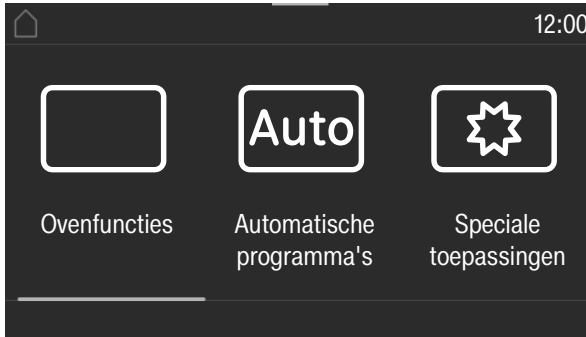 12:00
Auto
Ovenfuncties
Automatische
programma's
Speciale
toepassingen